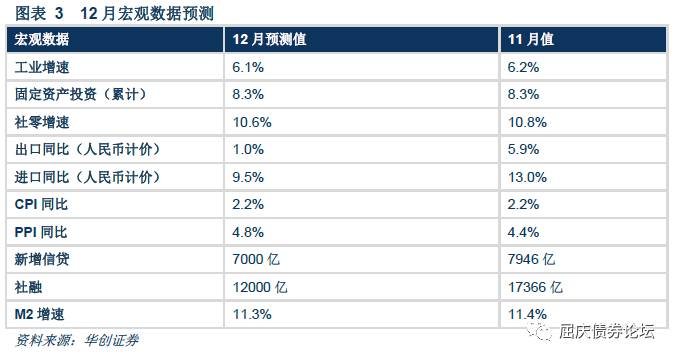 图表 3 12 月宏观数据预测
宏观数据 12 月预测值 11 月值
工业增速 6.1% 6.2%
固定资产投资（累计） 8.3% 8.3%
社零增速 10.6% 10.8%
出口同比（人民币计价） 1.0% 5.9%
进口同比（人民币计价） 9.5% 13.0%
CPI 同比 2.2% 2.2%
PPI 同比 4.8% 4.4%
新增信贷 7000 亿 7946 亿
社融 12000 亿 17366 亿
M2 增速 11.3% 11.4%
资料来源：华创证券
屈庆债券论坛